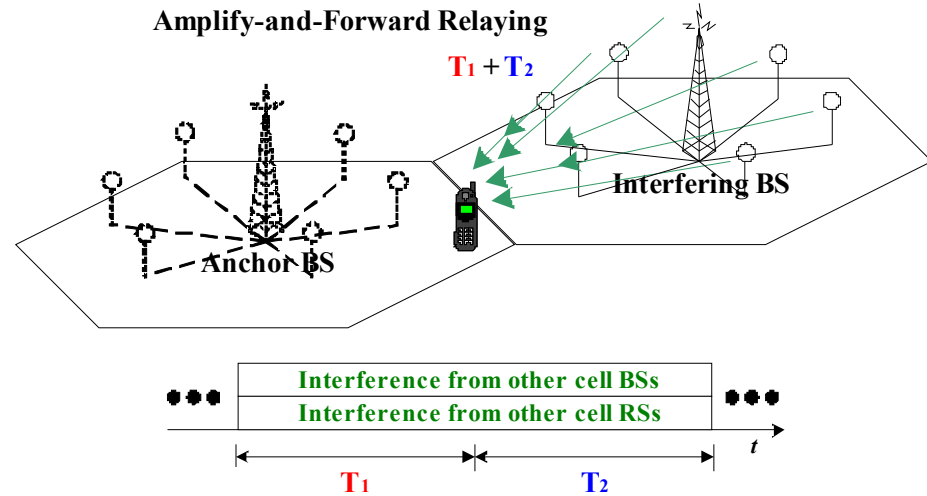 Amplify-and-Forward Relaying
T1 + T2
Interfering BS
Anchor BS
Interference from other cell BSs
Interference from other cell RSs
t
T1
T2